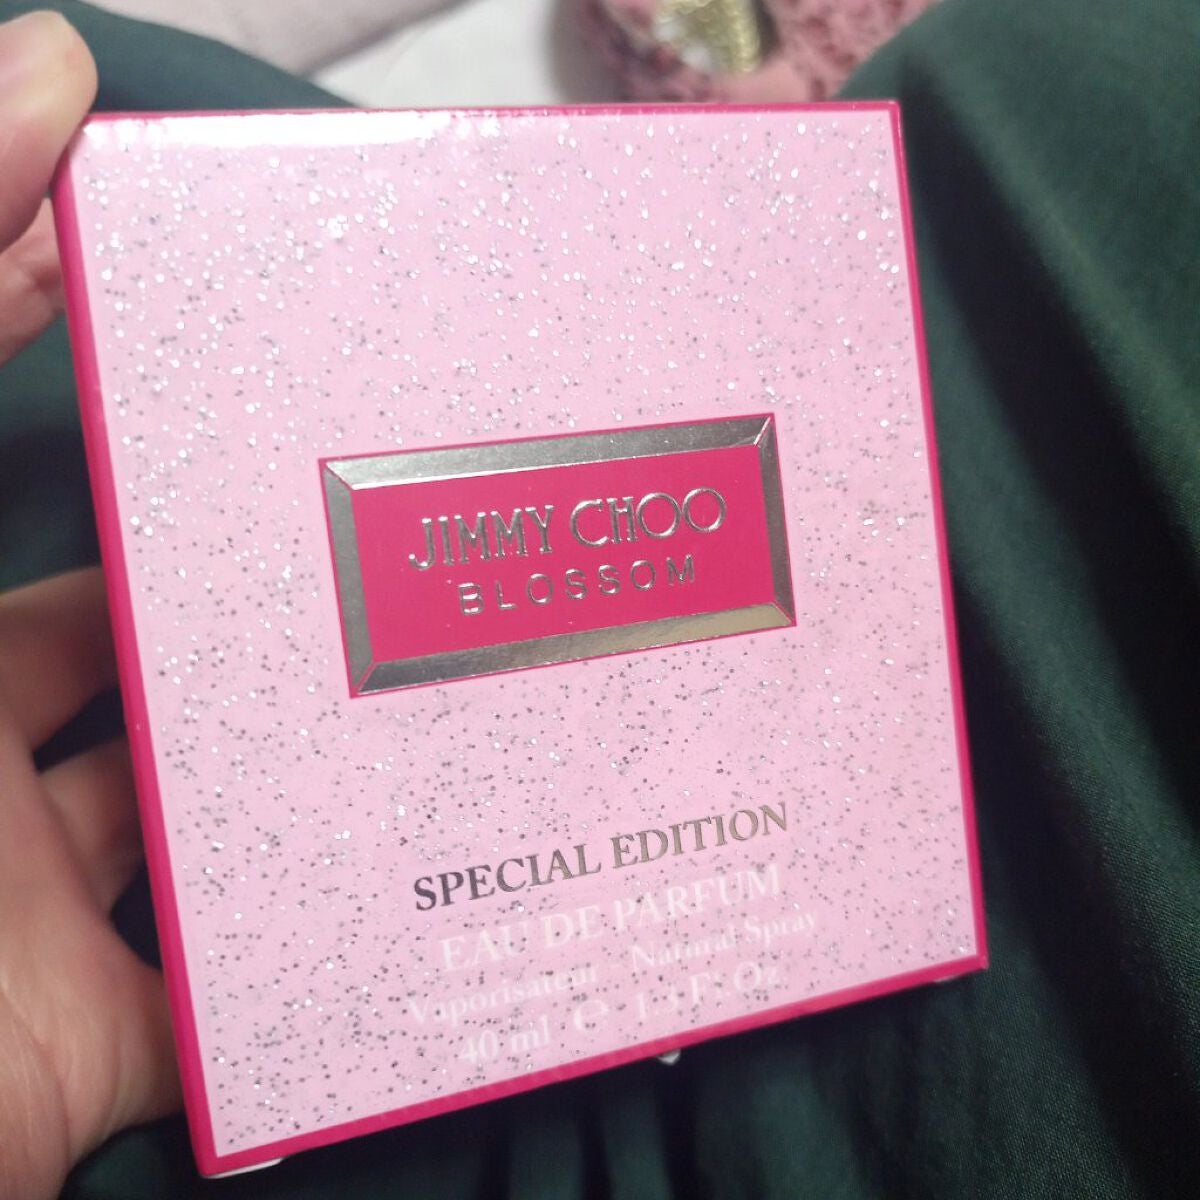 JIMMY CHOO
BLOSSOM
SPECIAL EDITION
EAU DE PARFUM
Vaporisateur - Natural Spray
40 ml ℮ 1.3 Fl.Oz.